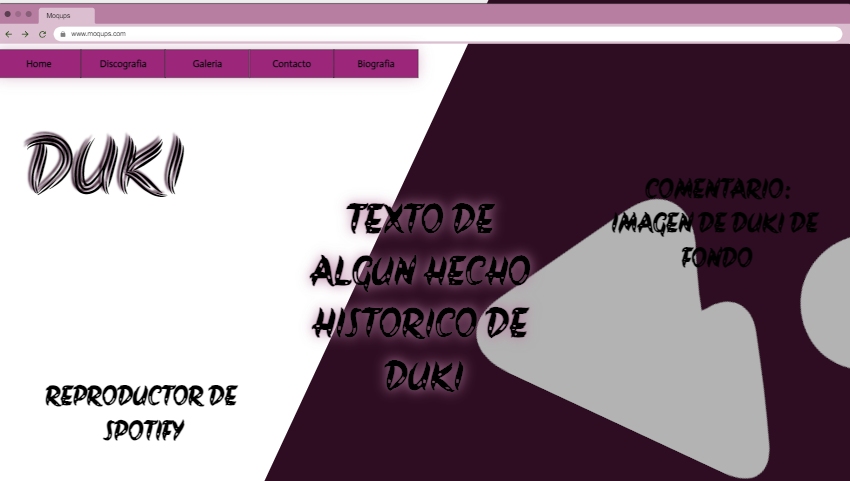 Moqups
www.moqups.com
Home
Discografía
Galeria
Contacto
Biografia
DUKI
TEXTO DE
ALGUN HECHO
HISTORICO DE
DUKI
COMENTARIO:
IMAGEN DE DUKI DE
FONDO
REPRODUCTOR DE
SPOTIFY